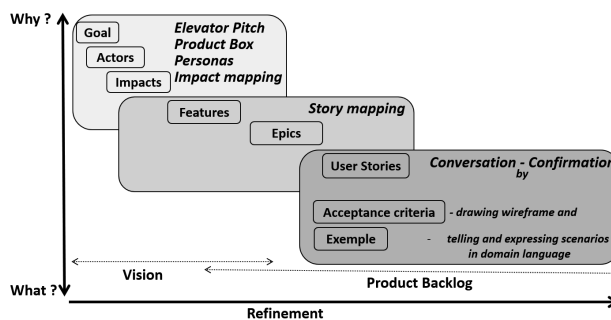 Why ?
Goal
Elevator Pitch
Product Box
Actors
Personas
Impacts
Impact mapping
Features
Story mapping
Epics
User Stories
Conversation - Confirmation
by
Acceptance criteria
- drawing wireframe and
Exemple
- telling and expressing scenarios
in domain language
Vision
Product Backlog
What ?
Refinement